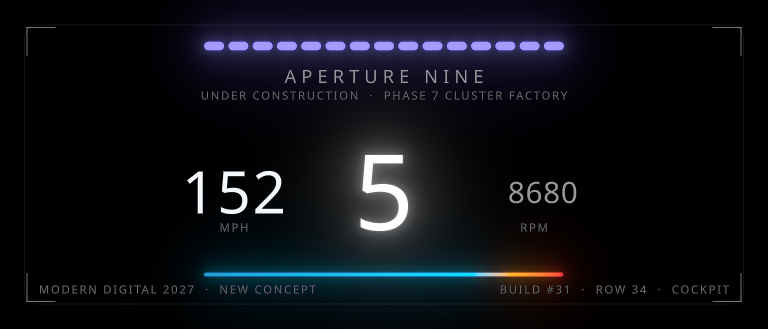 APERTURE NINE
UNDER CONSTRUCTION · PHASE 7 CLUSTER FACTORY
152 5 8680
MPH RPM
MODERN DIGITAL 2027 · NEW CONCEPT BUILD #31 · ROW 34 · COCKPIT